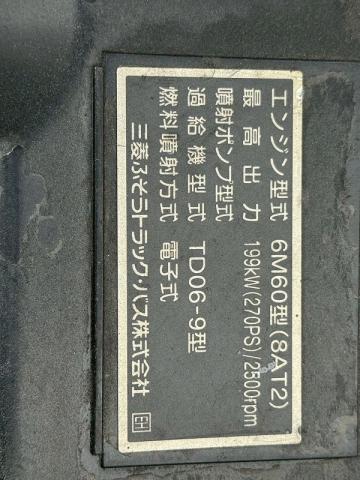 エンジン型式 6M60型(8AT2)
最高出力 199kW(270PS)/2500rpm
噴射ポンプ型式
過給機型式 TD06-9型
燃料噴射方式 電子式
三菱ふそうトラック・バス株式会社 EH